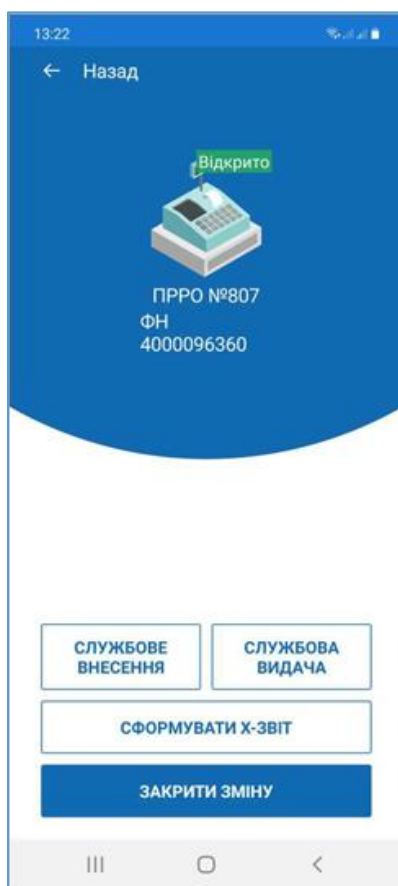 13:22
← Назад
Відкрито
ПРРО №807
ФН
4000096360
СЛУЖБОВЕ
ВНЕСЕННЯ
СЛУЖБОВА
ВИДАЧА
СФОРМУВАТИ X-ЗВІТ
ЗАКРИТИ ЗМІНУ